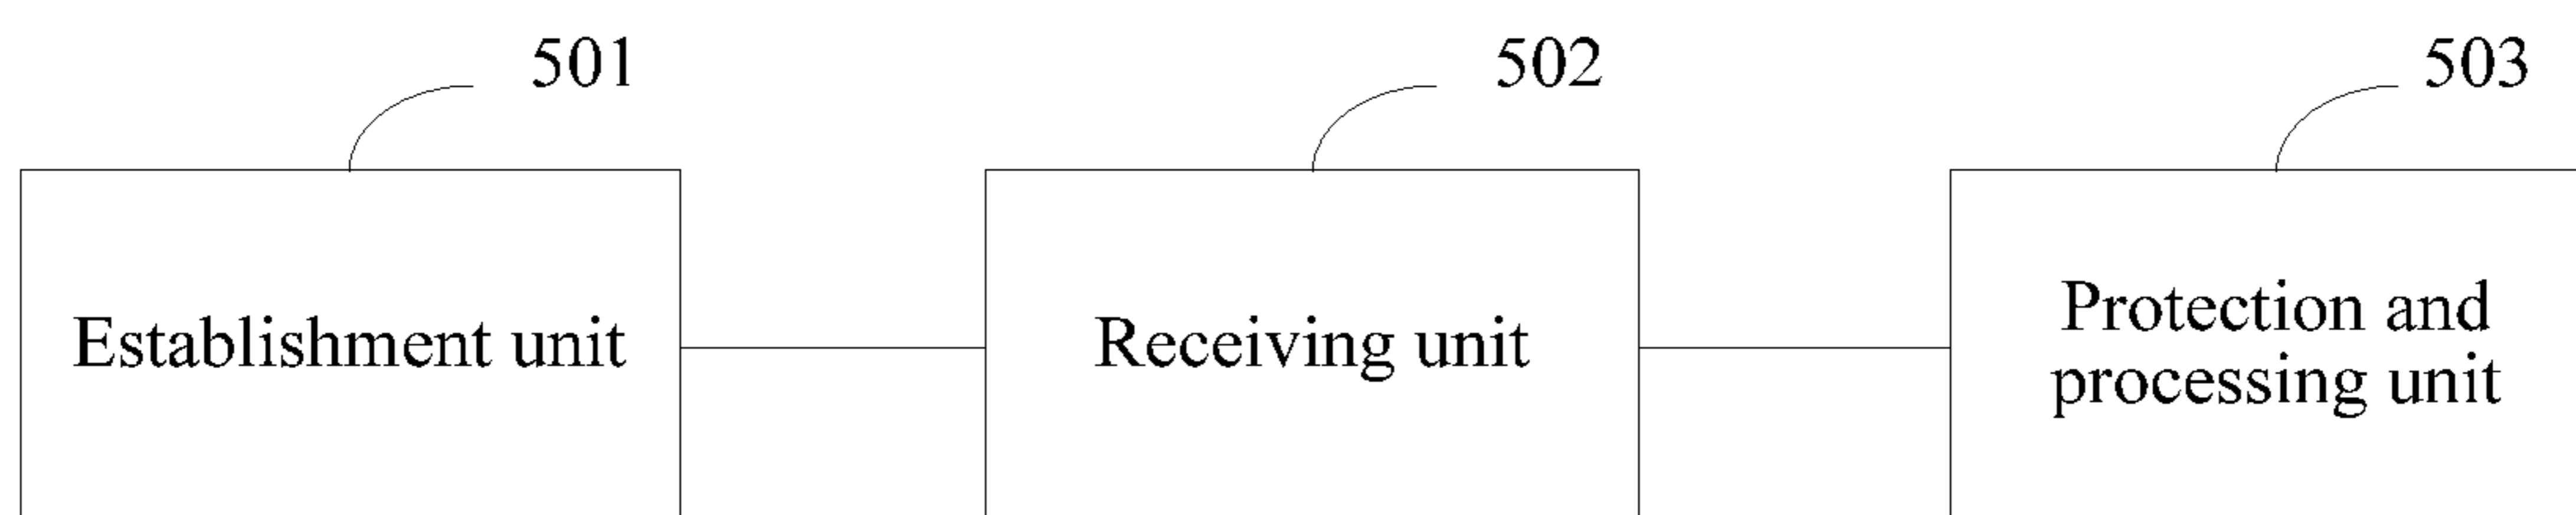 501
502
503
Establishment unit
Receiving unit
Protection and
processing unit